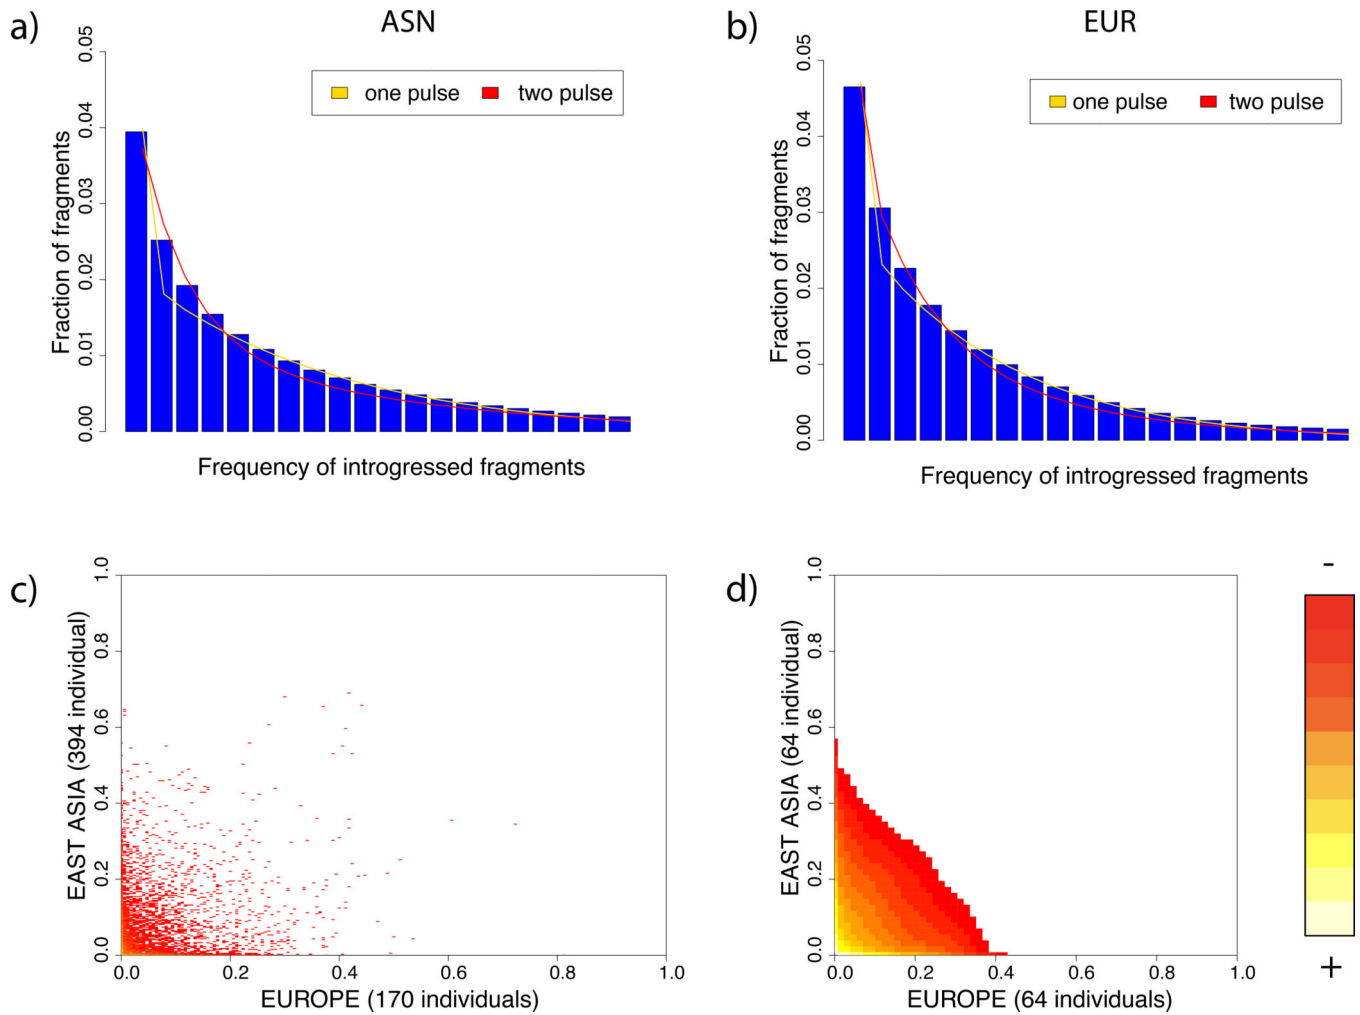 a)
ASN
0.00 0.01 0.02 0.03 0.04 0.05
Fraction of fragments
one pulse two pulse
Frequency of introgressed fragments
b)
EUR
0.00 0.01 0.02 0.03 0.04 0.05
Fraction of fragments
one pulse two pulse
Frequency of introgressed fragments
c)
0.0 0.2 0.4 0.6 0.8 1.0
EAST ASIA (394 individual)
0.0 0.2 0.4 0.6 0.8 1.0
EUROPE (170 individuals)
d)
0.0 0.2 0.4 0.6 0.8 1.0
EAST ASIA (64 individual)
0.0 0.2 0.4 0.6 0.8 1.0
EUROPE (64 individuals)
-
+